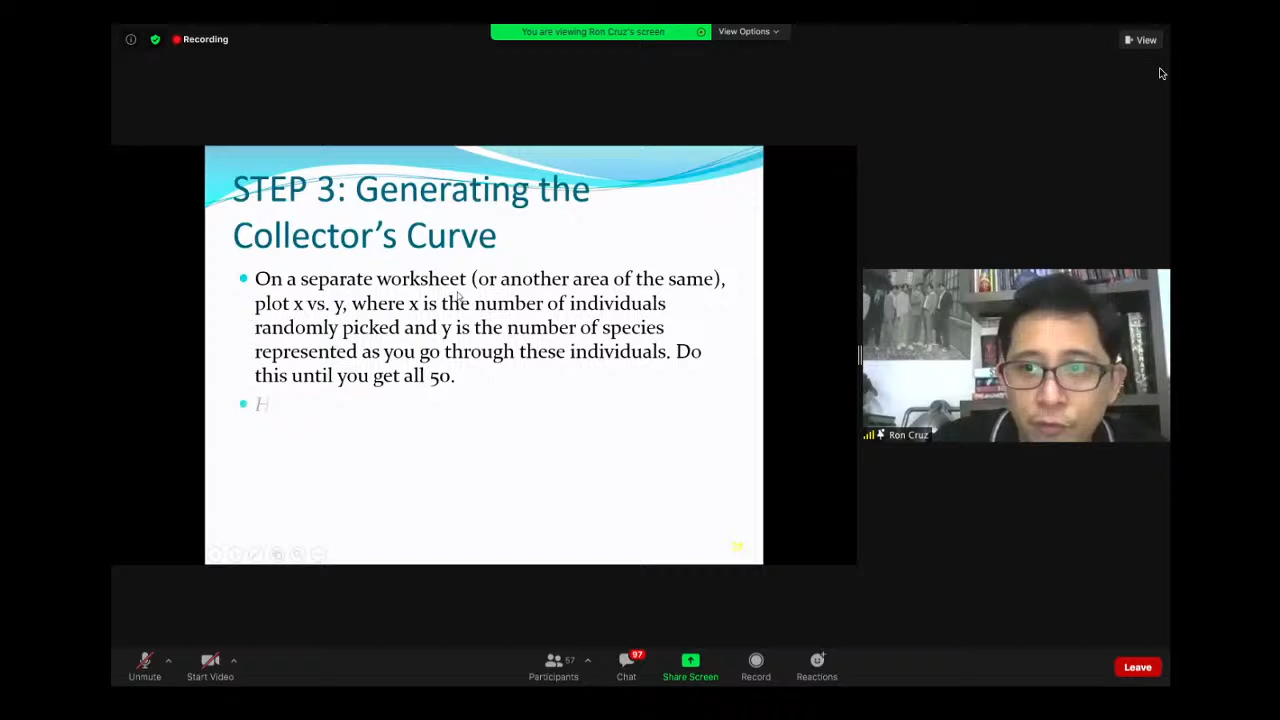 Recording
You are viewing Ron Cruz's screen
View Options
View
STEP 3: Generating the
Collector's Curve
On a separate worksheet (or another area of the same),
plot x vs. y, where x is the number of individuals
randomly picked and y is the number of species
represented as you go through these individuals. Do
this until you get all 50.
H
Ron Cruz
Unmute
Start Video
57
Participants
97
Chat
Share Screen
Record
Reactions
Leave